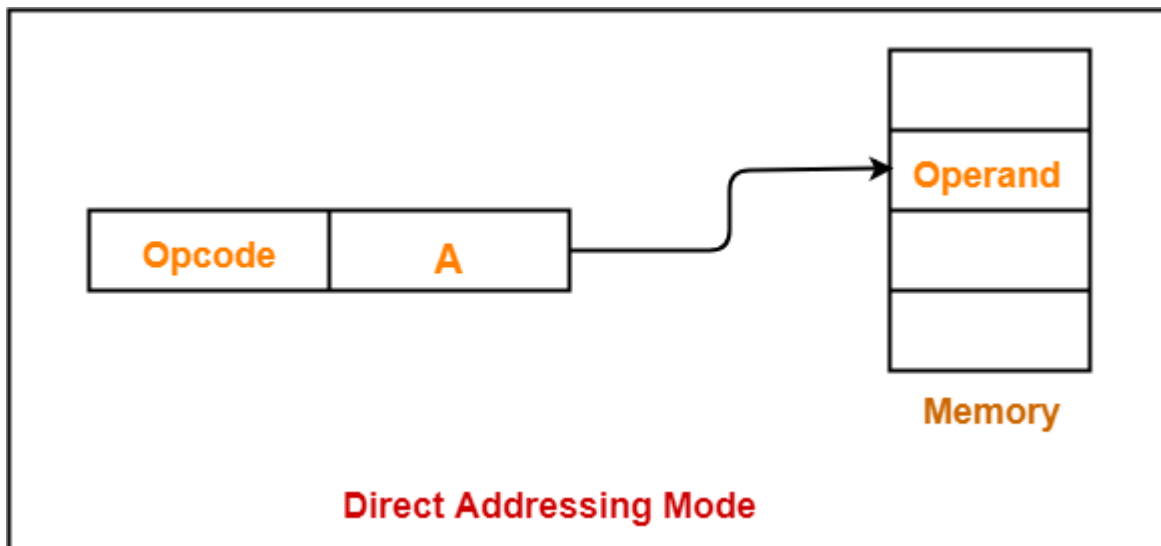 Operand
Opcode
A
Memory
Direct Addressing Mode